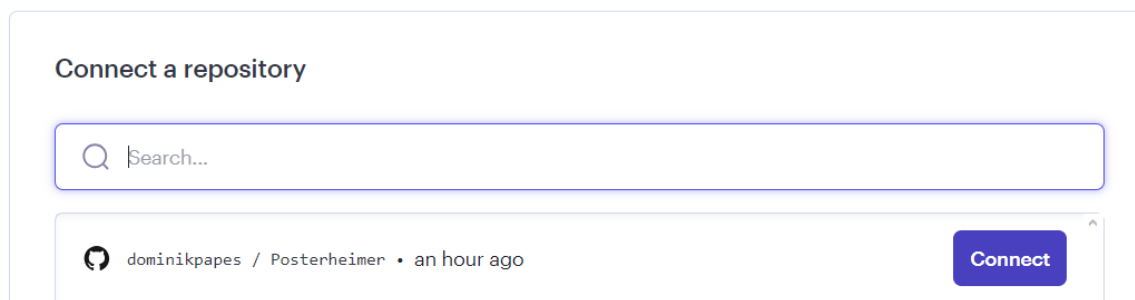 Connect a repository
Search...
dominikpapes / Posterheimer • an hour ago
Connect